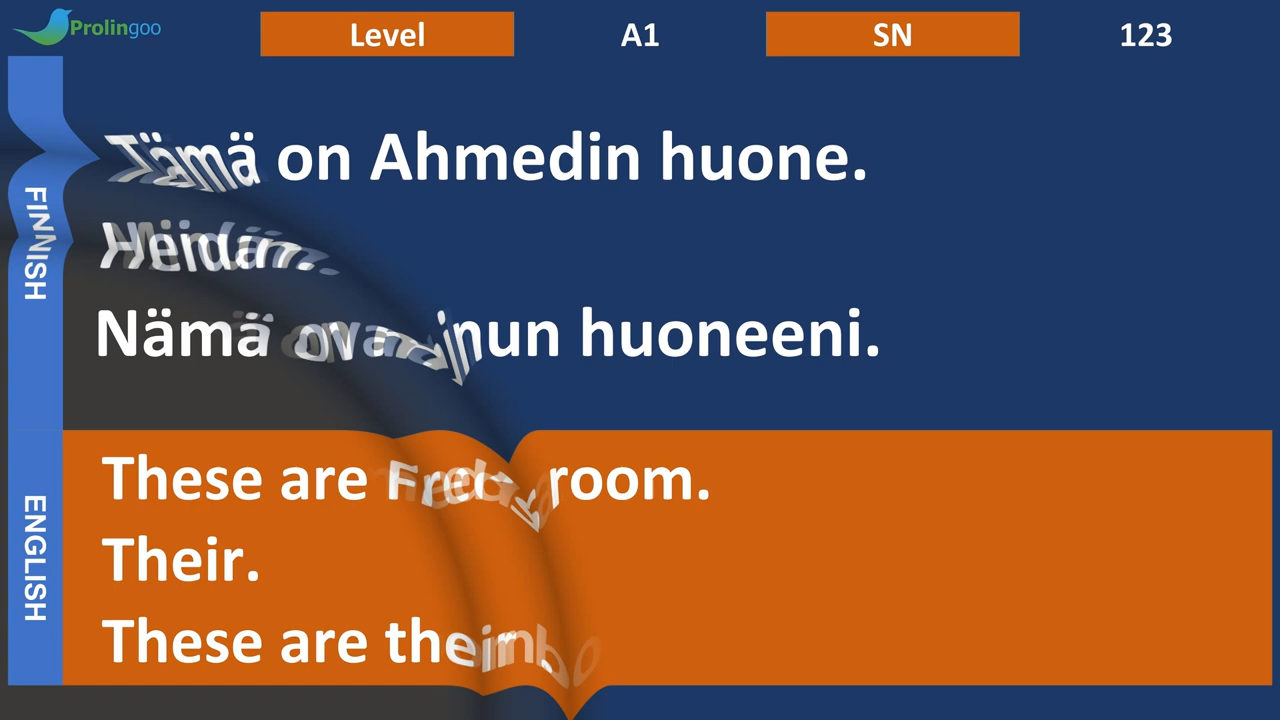 Prolingoo
Level A1 SN 123
FINNISH
Tämä on Ahmedin huone.
Nämä huoneeni.
ENGLISH
These are room.
Their.
These are